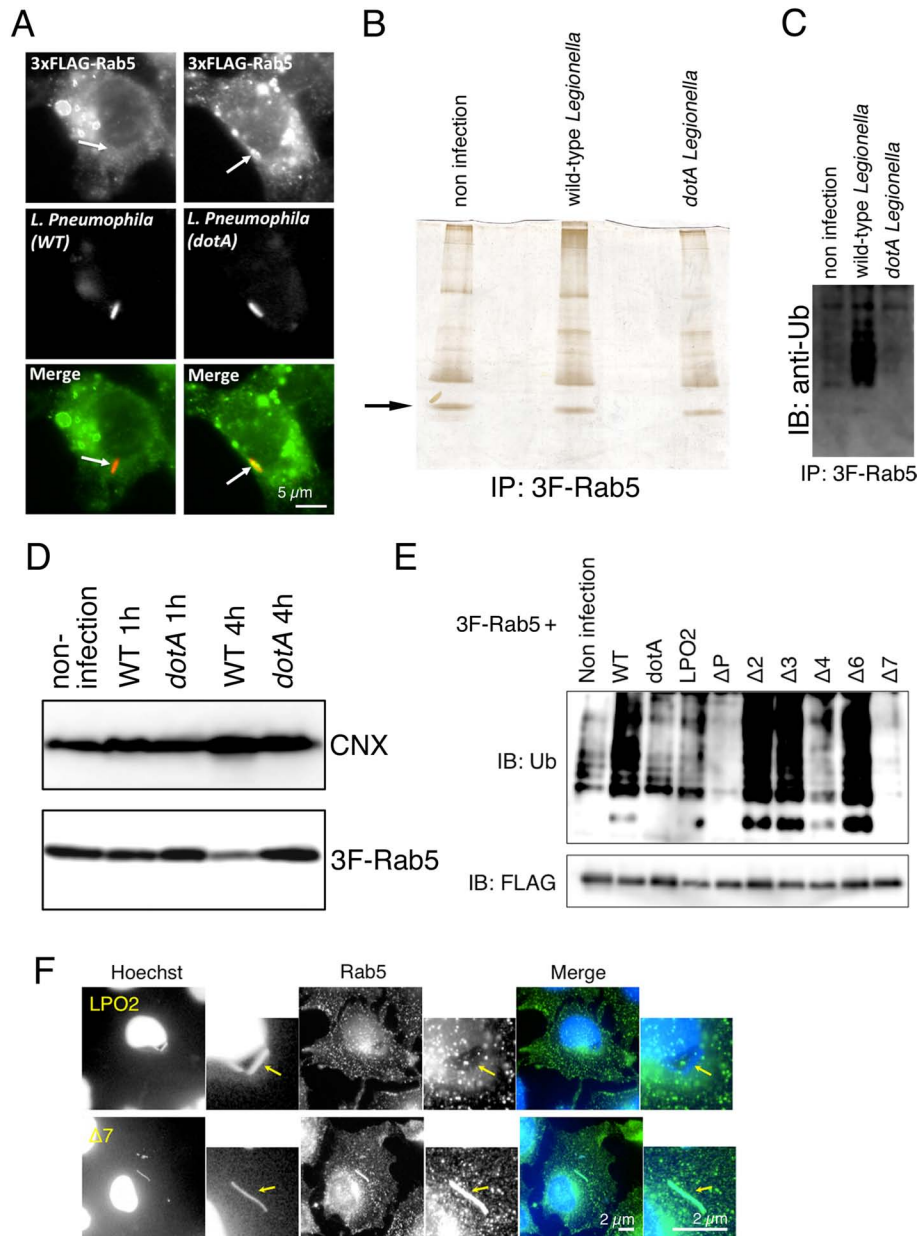 A
3xFLAG-Rab5
3xFLAG-Rab5
L. Pneumophila
(WT)
L. Pneumophila
(dotA)
Merge
Merge
5 µm
B
non infection
wild-type Legionella
dotA Legionella
IP: 3F-Rab5
C
non infection
wild-type Legionella
dotA Legionella
IB: anti-Ub
IP: 3F-Rab5
D
non-
infection
WT 1h
dotA 1h
WT 4h
dotA 4h
CNX
3F-Rab5
E
3F-Rab5 +
Non infection
WT
dotA
LPO2
ΔP
Δ2
Δ3
Δ4
Δ6
Δ7
IB: Ub
IB: FLAG
F
Hoechst
Rab5
Merge
LPO2
Δ7
2 µm
2 µm